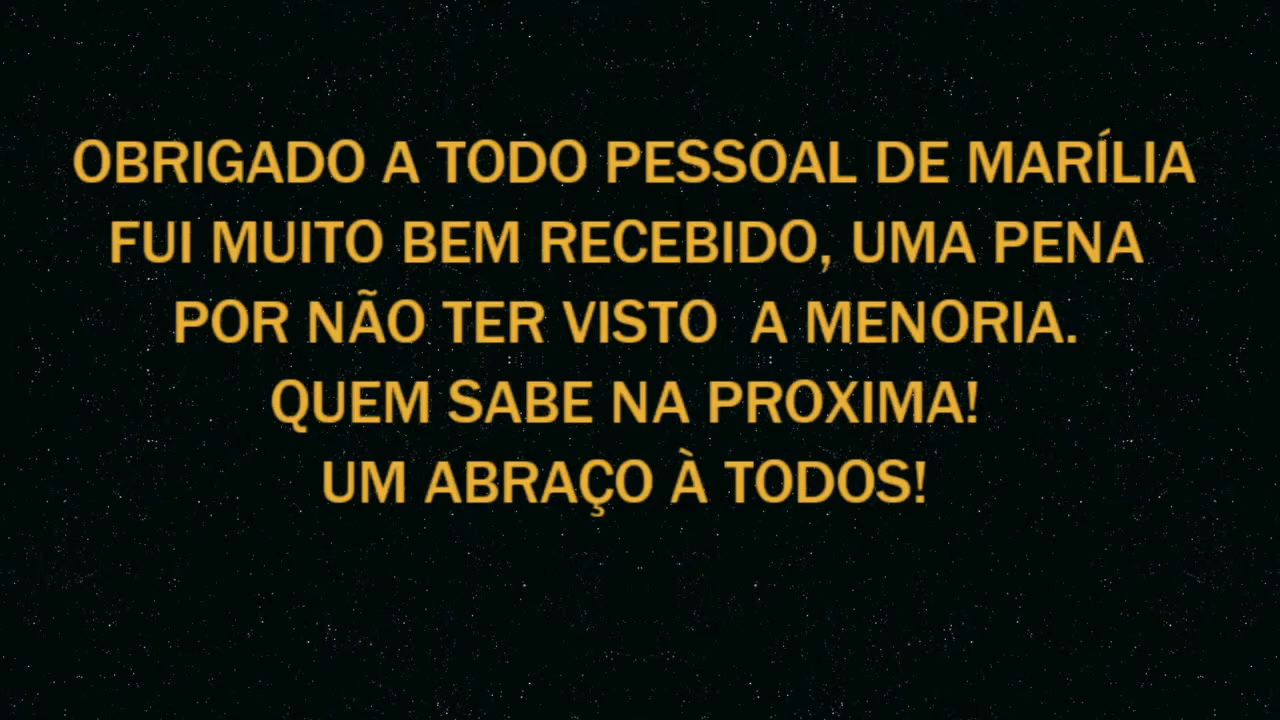 OBRIGADO A TODO PESSOAL DE MARÍLIA
FUI MUITO BEM RECEBIDO, UMA PENA
POR NÃO TER VISTO  A MENORIA.
QUEM SABE NA PROXIMA!
UM ABRAÇO À TODOS!